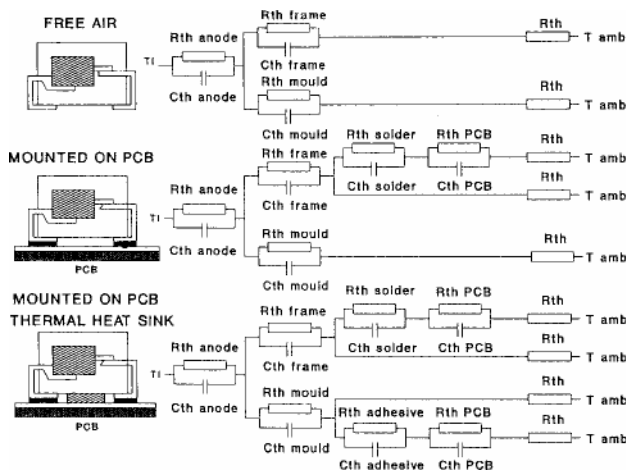 FREE AIR
Rth anode
Rth frame
Rth
TI
T amb
Cth anode
Cth frame
Rth mould
T amb
Cth mould
MOUNTED ON PCB
Rth anode
Rth frame
Rth solder
Rth PCB
Rth
T amb
Cth frame
Cth solder
Cth PCB
Rth
TI
T amb
Cth anode
Rth mould
Rth
T amb
Cth mould
PCB
MOUNTED ON PCB
THERMAL HEAT SINK
Rth anode
Rth frame
Rth solder
Rth PCB
Rth
T amb
Cth frame
Cth solder
Cth PCB
Rth
TI
T amb
Cth anode
Rth mould
Rth
T amb
Cth mould
Rth adhesive
Rth PCB
Rth
T amb
Cth adhesive
Cth PCB
PCB